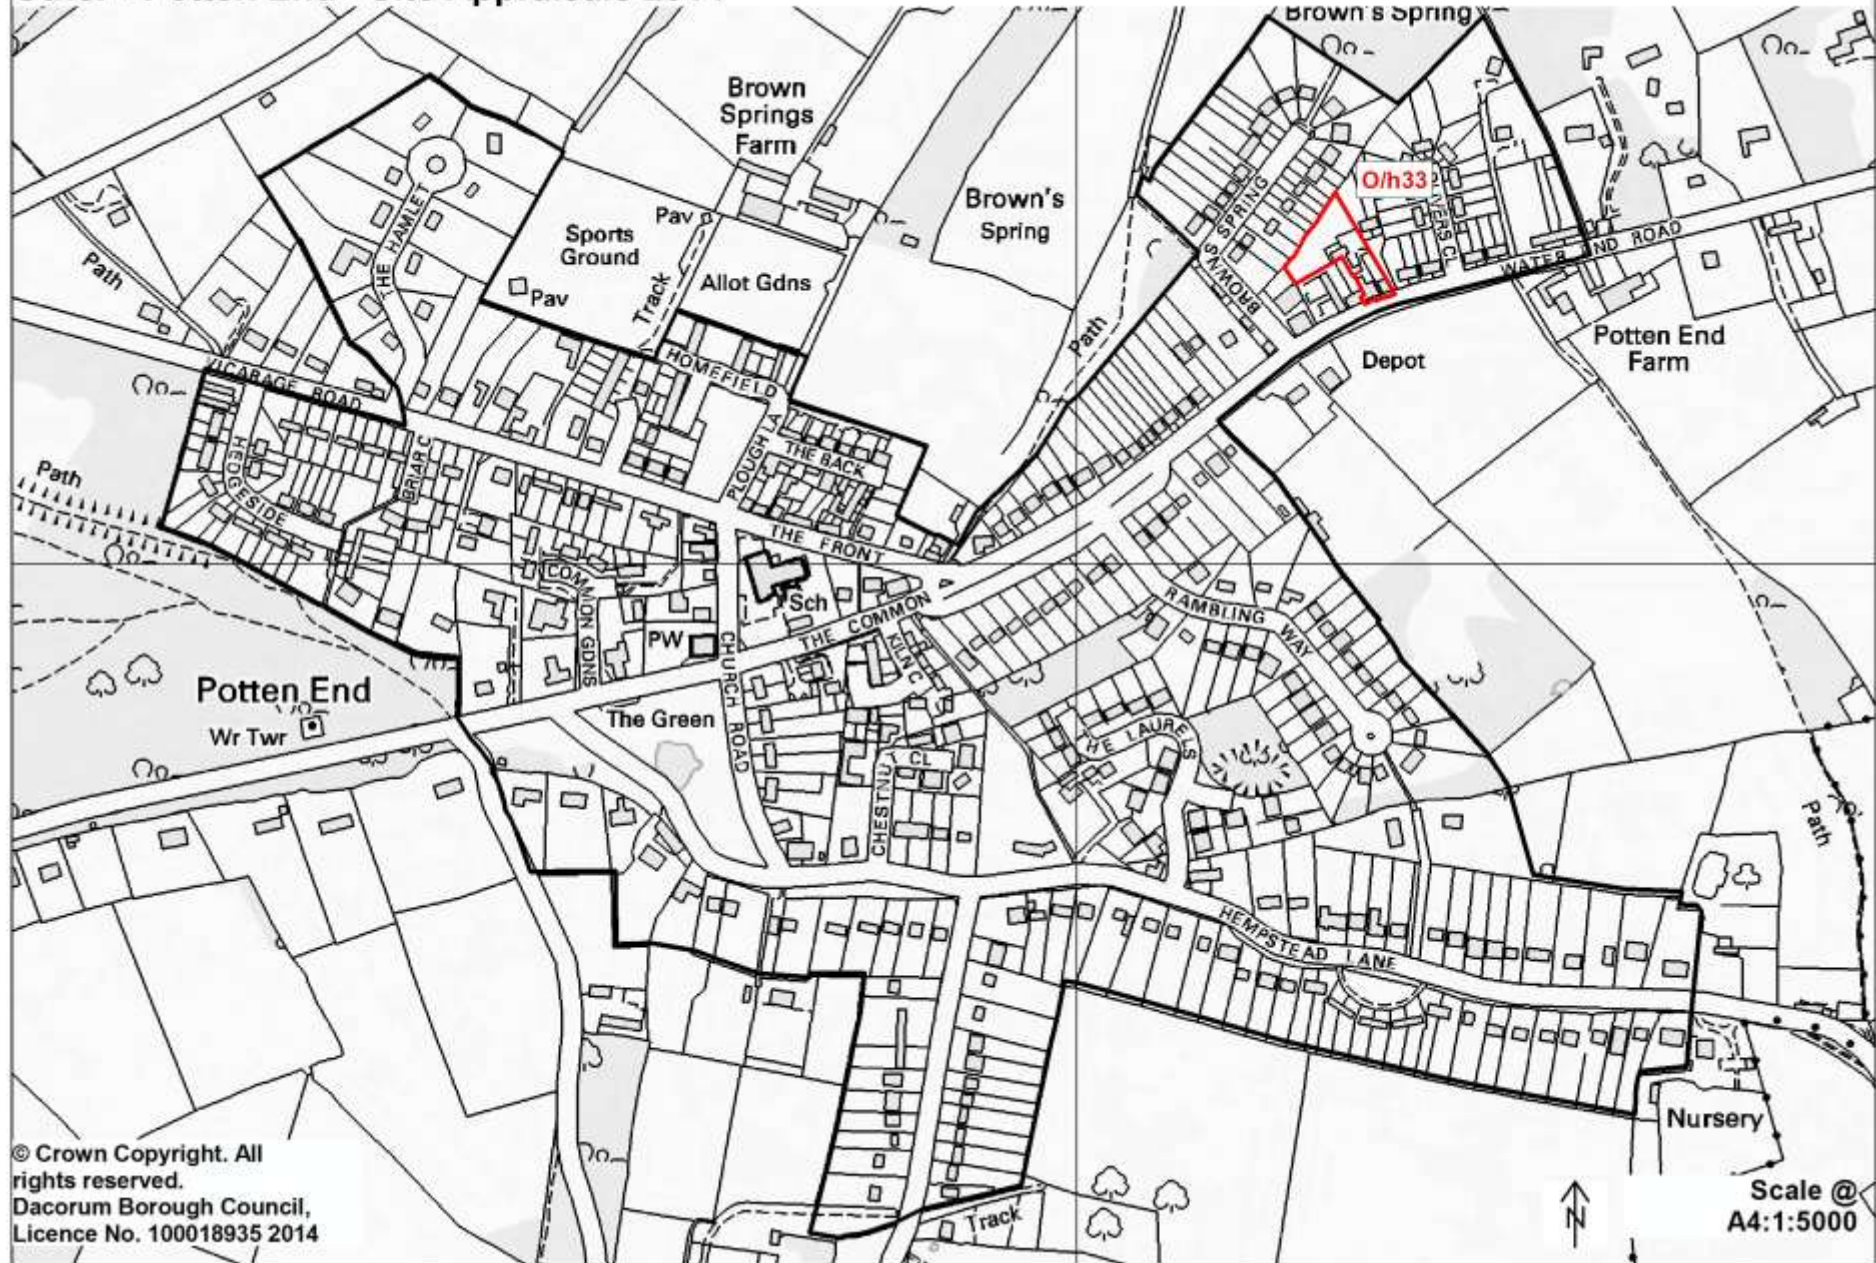 Brown's Spring
Brown
Springs
Farm
Brown's
Spring
O/h33
Pav
Sports
Ground
Allot Gdns
Track
Pav
Path
THE HAMLET
BROWNS SPRING
WATER END ROAD
Potten End
Farm
Depot
Path
HOMEFIELD
VICARAGE ROAD
PLOUGH LA
THE BACK
HEDGESIDE
BRIAR C
Path
THE FRONT
COMMON GDNS
Sch
THE COMMON
RAMBLING WAY
PW
KILN C
CHURCH ROAD
Potten End
Wr Twr
The Green
HE LAURELS
CHESTNUT
CL
Path
HEMPSTEAD LANE
Nursery
Track
© Crown Copyright. All
rights reserved.
Dacorum Borough Council,
Licence No. 100018935 2014
N
Scale @
A4:1:5000